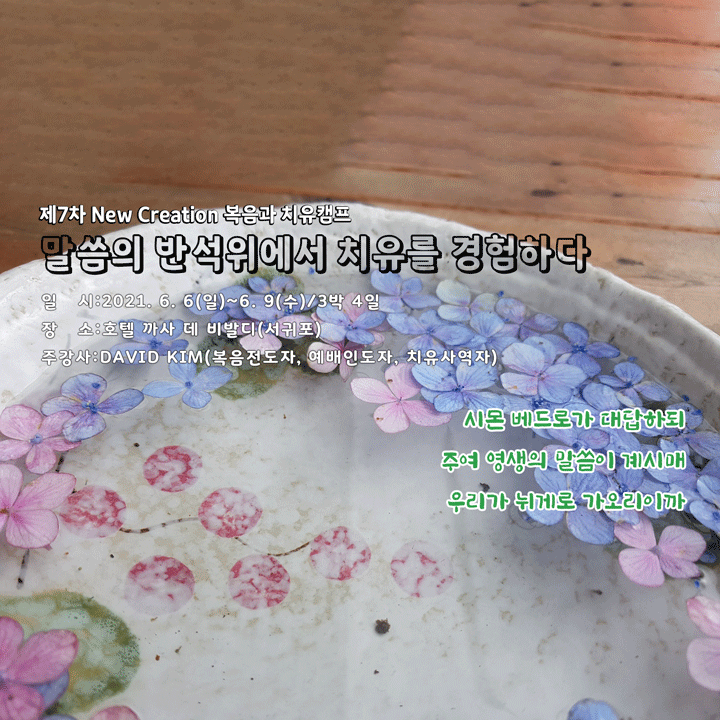 제7차 New Creation 복음과 치유캠프
말씀의 반석위에서 치유를 경험하다
일 시:2021. 6. 6(일)~6. 9(수)/3박 4일
장 소:호텔 까사 데 비발디(서귀포)
주강사:DAVID KIM(복음전도자, 예배인도자, 치유사역자)
시몬 베드로가 대답하되
주여 영생의 말씀이 계시매
우리가 뉘게로 가오리이까